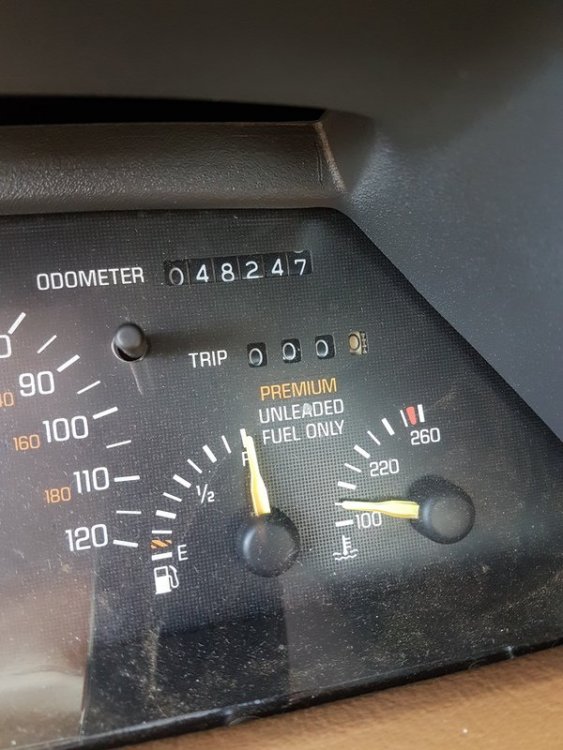 ODOMETER 048247
TRIP 000
PREMIUM
UNLEADED
FUEL ONLY
90
100
160
110
180
120
F
1/2
E
260
220
100